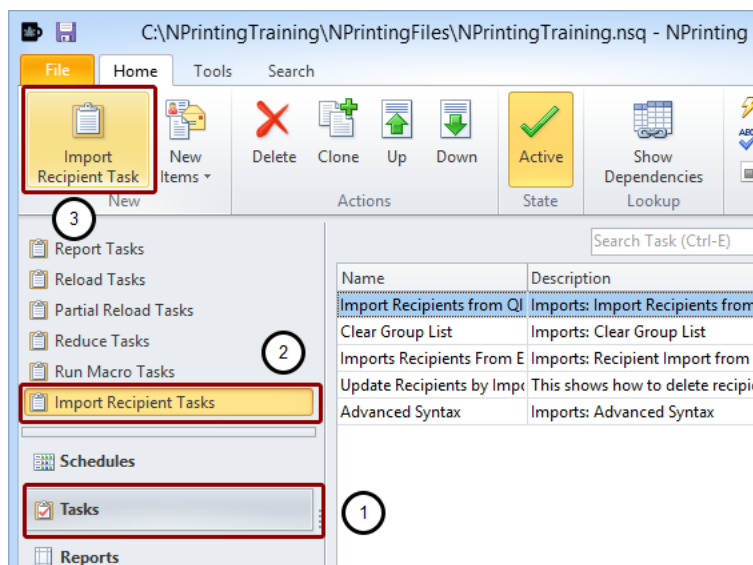 C:\NPrintingTraining\NPrintingFiles\NPrintingTraining.nsq - NPrinting
File Home Tools Search
Import Recipient Task
New Items
Delete
Clone
Up
Down
Active
Show Dependencies
New
Actions
State
Lookup
3
Report Tasks
Reload Tasks
Partial Reload Tasks
Reduce Tasks
Run Macro Tasks
Import Recipient Tasks
2
Schedules
Tasks
1
Reports
Search Task (Ctrl-E)
Name Description
Import Recipients from Ql Imports: Import Recipients from
Clear Group List Imports: Clear Group List
Imports Recipients From E Imports: Recipient Import from
Update Recipients by Impo This shows how to delete recipi
Advanced Syntax Imports: Advanced Syntax